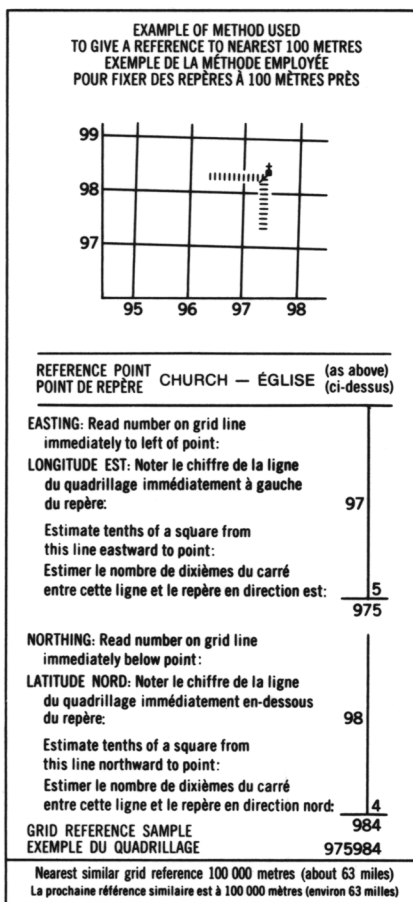 EXAMPLE OF METHOD USED
TO GIVE A REFERENCE TO NEAREST 100 METRES
EXEMPLE DE LA MÉTHODE EMPLOYÉE
POUR FIXER DES REPÈRES À 100 MÈTRES PRÈS
99
98
97
95 96 97 98
REFERENCE POINT
POINT DE REPÈRE CHURCH — ÉGLISE (as above)
(ci-dessus)
EASTING: Read number on grid line
immediately to left of point:
LONGITUDE EST: Noter le chiffre de la ligne
du quadrillage immédiatement à gauche
du repère: 97
Estimate tenths of a square from
this line eastward to point:
Estimer le nombre de dixièmes du carré
entre cette ligne et le repère en direction est: 5
975
NORTHING: Read number on grid line
immediately below point:
LATITUDE NORD: Noter le chiffre de la ligne
du quadrillage immédiatement en-dessous
du repère: 98
Estimate tenths of a square from
this line northward to point:
Estimer le nombre de dixièmes du carré
entre cette ligne et le repère en direction nord: 4
984
GRID REFERENCE SAMPLE
EXEMPLE DU QUADRILLAGE 975984
Nearest similar grid reference 100 000 metres (about 63 miles)
La prochaine référence similaire est à 100 000 mètres (environ 63 milles)